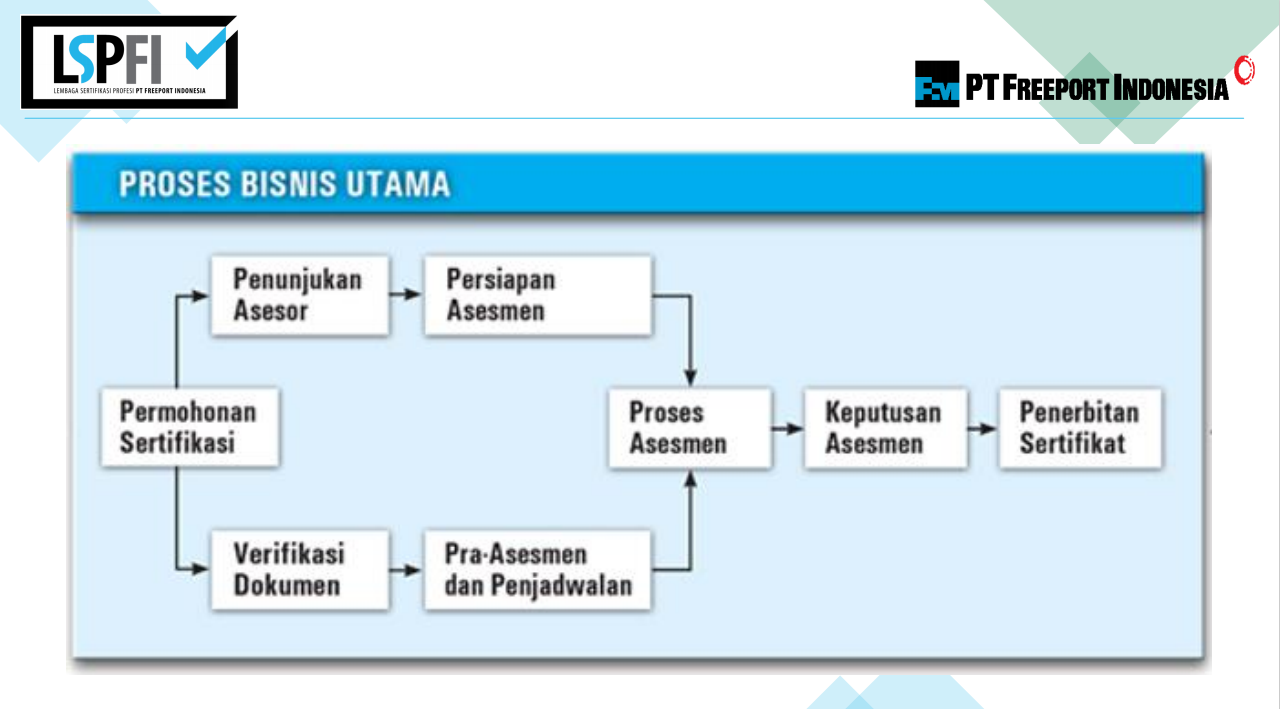 LSPFI
LEMBAGA SERTIFIKASI PROFESI PT FREEPORT INDONESIA
FM PT FREEPORT INDONESIA
PROSES BISNIS UTAMA
Penunjukan
Asesor
Persiapan
Asesmen
Permohonan
Sertifikasi
Proses
Asesmen
Keputusan
Asesmen
Penerbitan
Sertifikat
Verifikasi
Dokumen
Pra-Asesmen
dan Penjadwalan